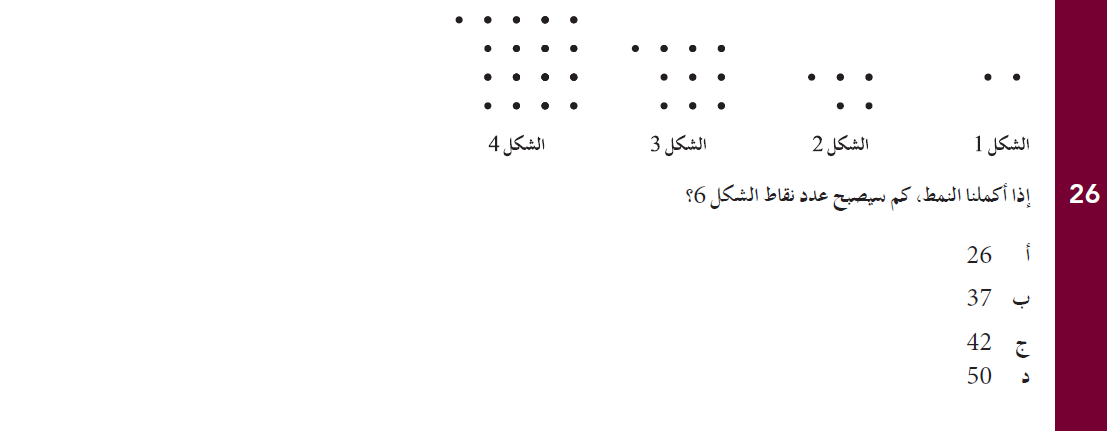 الشكل 1 الشكل 2 الشكل 3 الشكل 4
26 إذا أكملنا النمط، كم سيصبح عدد نقاط الشكل 6؟
أ 26
ب 37
ج 42
د 50